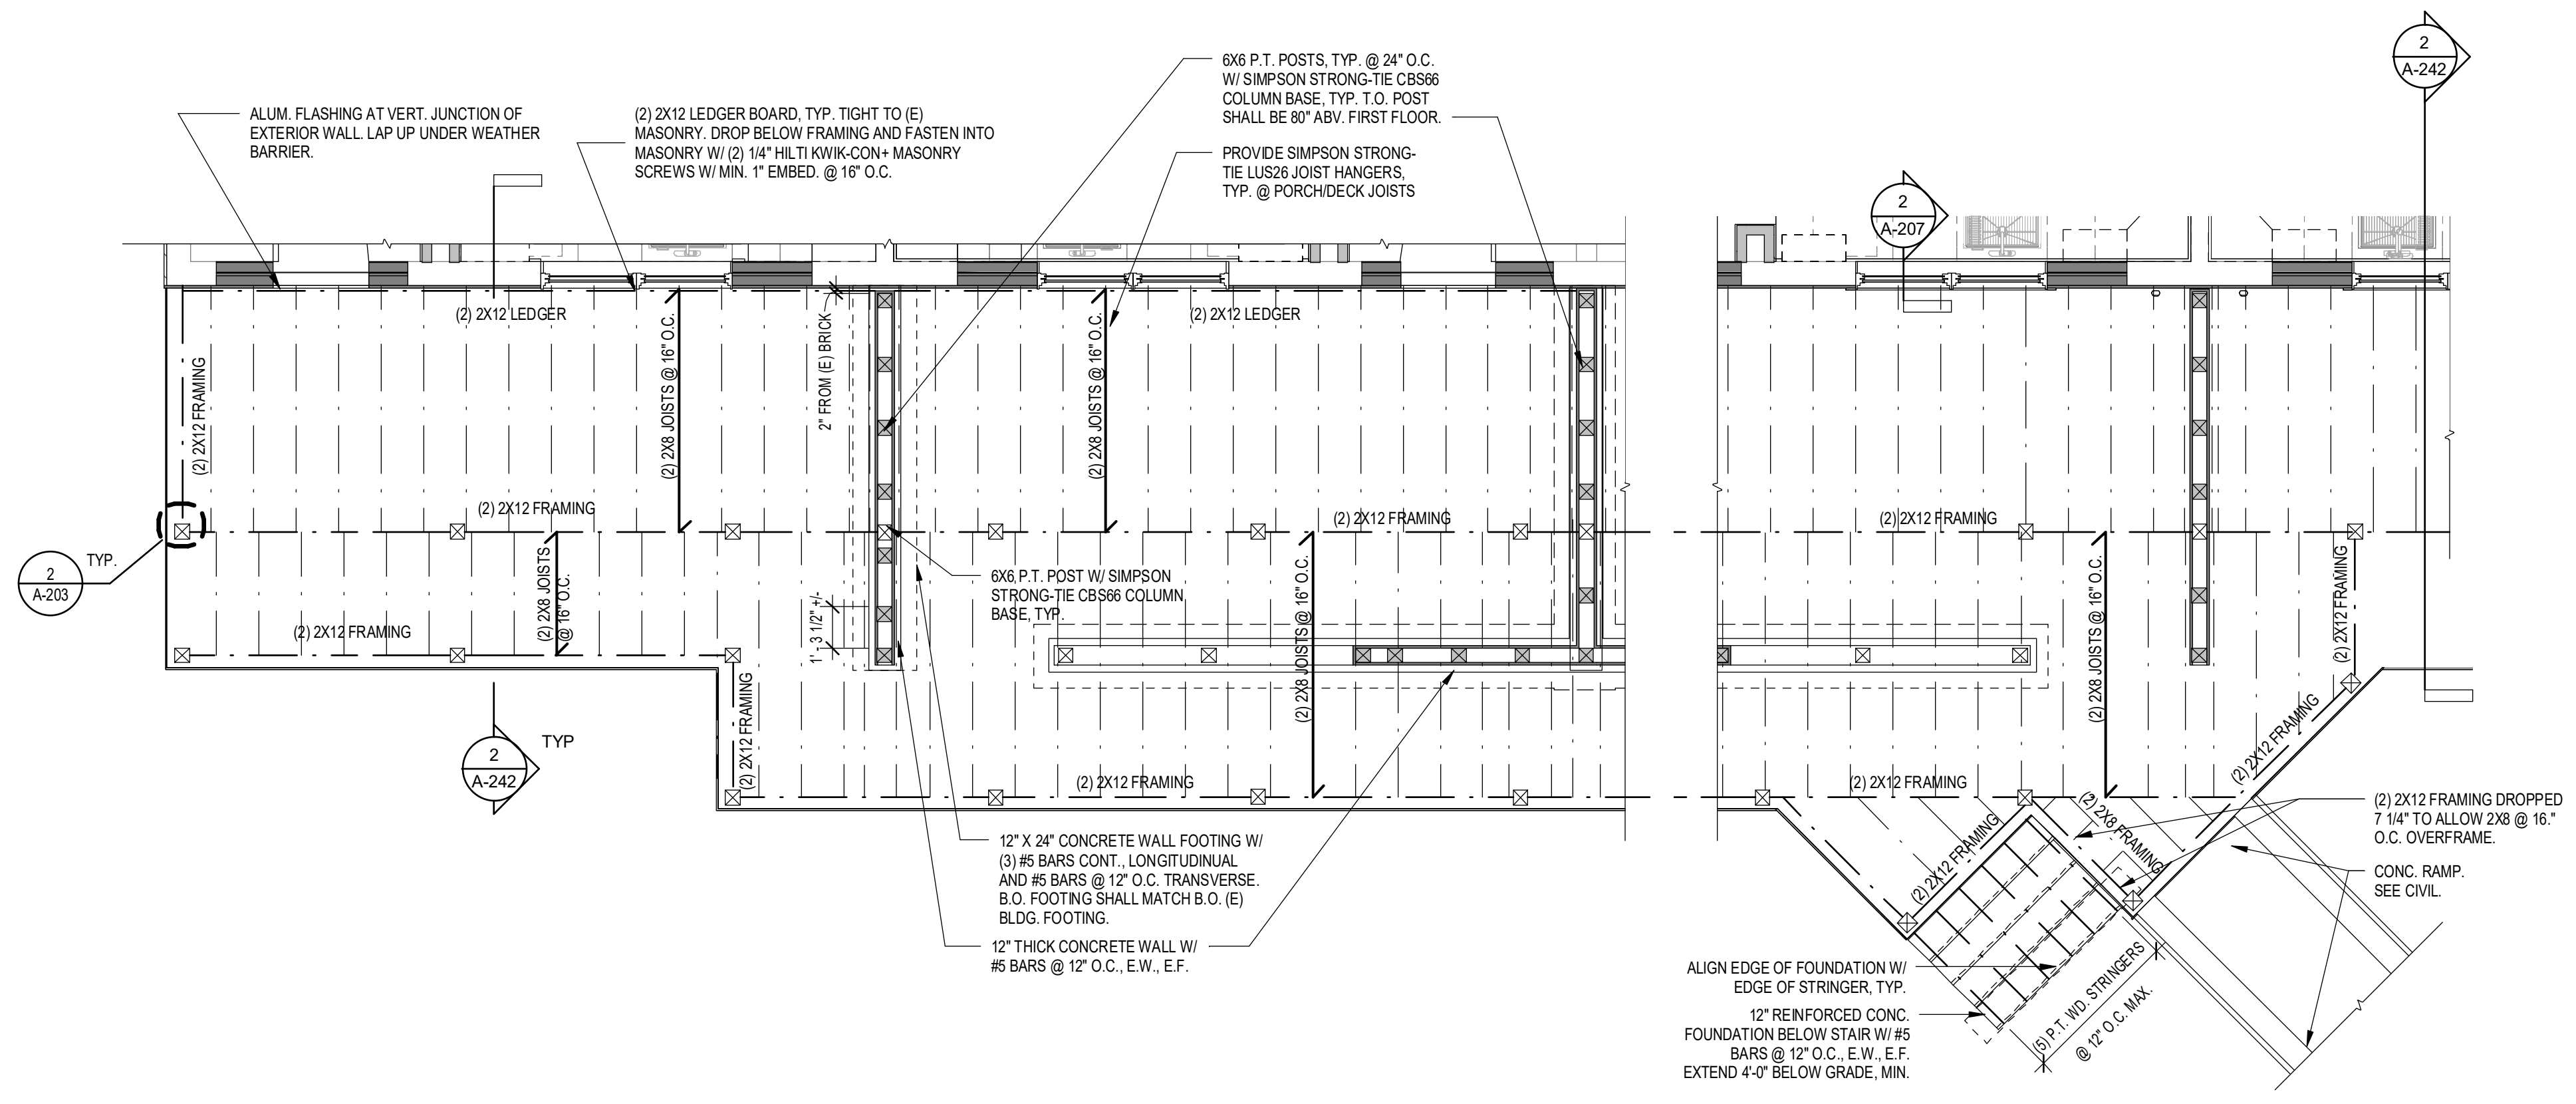 2
A-242
6X6 P.T. POSTS, TYP. @ 24" O.C.
W/ SIMPSON STRONG-TIE CBS66
COLUMN BASE, TYP. T.O. POST
SHALL BE 80" ABV. FIRST FLOOR.
ALUM. FLASHING AT VERT. JUNCTION OF
EXTERIOR WALL. LAP UP UNDER WEATHER
BARRIER.
(2) 2X12 LEDGER BOARD, TYP. TIGHT TO (E)
MASONRY. DROP BELOW FRAMING AND FASTEN INTO
MASONRY W/ (2) 1/4" HILTI KWIK-CON+ MASONRY
SCREWS W/ MIN. 1" EMBED. @ 16" O.C.
PROVIDE SIMPSON STRONG-
TIE LUS26 JOIST HANGERS,
TYP. @ PORCH/DECK JOISTS
2
A-207
(2) 2X12 LEDGER
(2) 2X12 LEDGER
(2) 2X12 FRAMING
(2) 2X8 JOISTS @ 16" O.C.
2" FROM (E) BRICK
(2) 2X8 JOISTS @ 16" O.C.
(2) 2X12 FRAMING
(2) 2X12 FRAMING
(2) 2X12 FRAMING
2
A-203
TYP.
(2) 2X8 JOISTS
@ 16" O.C.
(2) 2X12 FRAMING
6X6 P.T. POST W/ SIMPSON
STRONG-TIE CBS66 COLUMN
BASE, TYP.
1', 3 1/2" +/-
(2) 2X8 JOISTS @ 16" O.C.
(2) 2X8 JOISTS @ 16" O.C.
(2) 2X12 FRAMING
(2) 2X12 FRAMING
2
A-242
TYP
(2) 2X12 FRAMING
(2) 2X12 FRAMING
(2) 2X12 FRAMING
(2) 2X12 FRAMING
(2) 2X8 FRAMING
(2) 2X12 FRAMING DROPPED
7 1/4" TO ALLOW 2X8 @ 16."
O.C. OVERFRAME.
CONC. RAMP.
SEE CIVIL.
12" X 24" CONCRETE WALL FOOTING W/
(3) #5 BARS CONT., LONGITUDINUAL
AND #5 BARS @ 12" O.C. TRANSVERSE.
B.O. FOOTING SHALL MATCH B.O. (E)
BLDG. FOOTING.
12" THICK CONCRETE WALL W/
#5 BARS @ 12" O.C., E.W., E.F.
ALIGN EDGE OF FOUNDATION W/
EDGE OF STRINGER, TYP.
12" REINFORCED CONC.
FOUNDATION BELOW STAIR W/ #5
BARS @ 12" O.C., E.W., E.F.
EXTEND 4'-0" BELOW GRADE, MIN.
(5) P.T. WD. STRINGERS
@ 12" O.C. MAX.